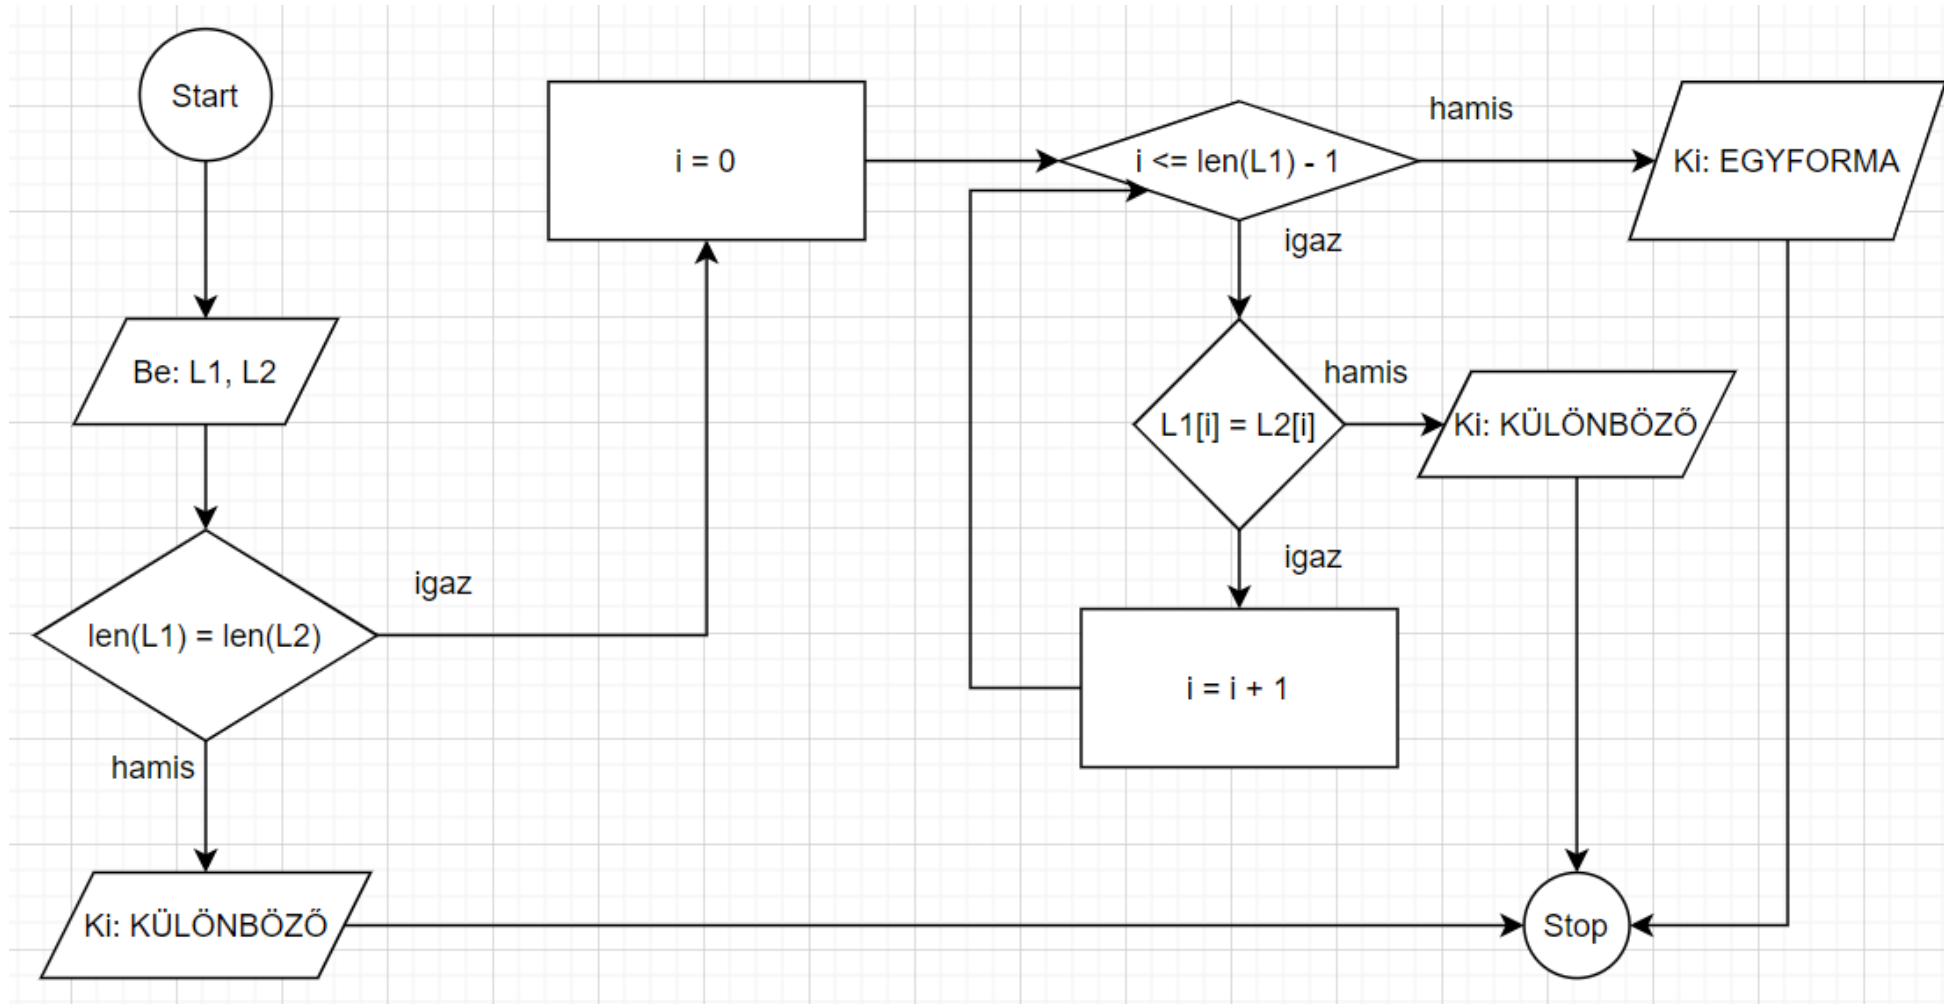 Start
Be: L1, L2
len(L1) = len(L2)
igaz
hamis
Ki: KÜLÖNBÖZŐ
i = 0
i <= len(L1) - 1
hamis
Ki: EGYFORMA
igaz
L1[i] = L2[i]
hamis
Ki: KÜLÖNBÖZŐ
igaz
i = i + 1
Stop